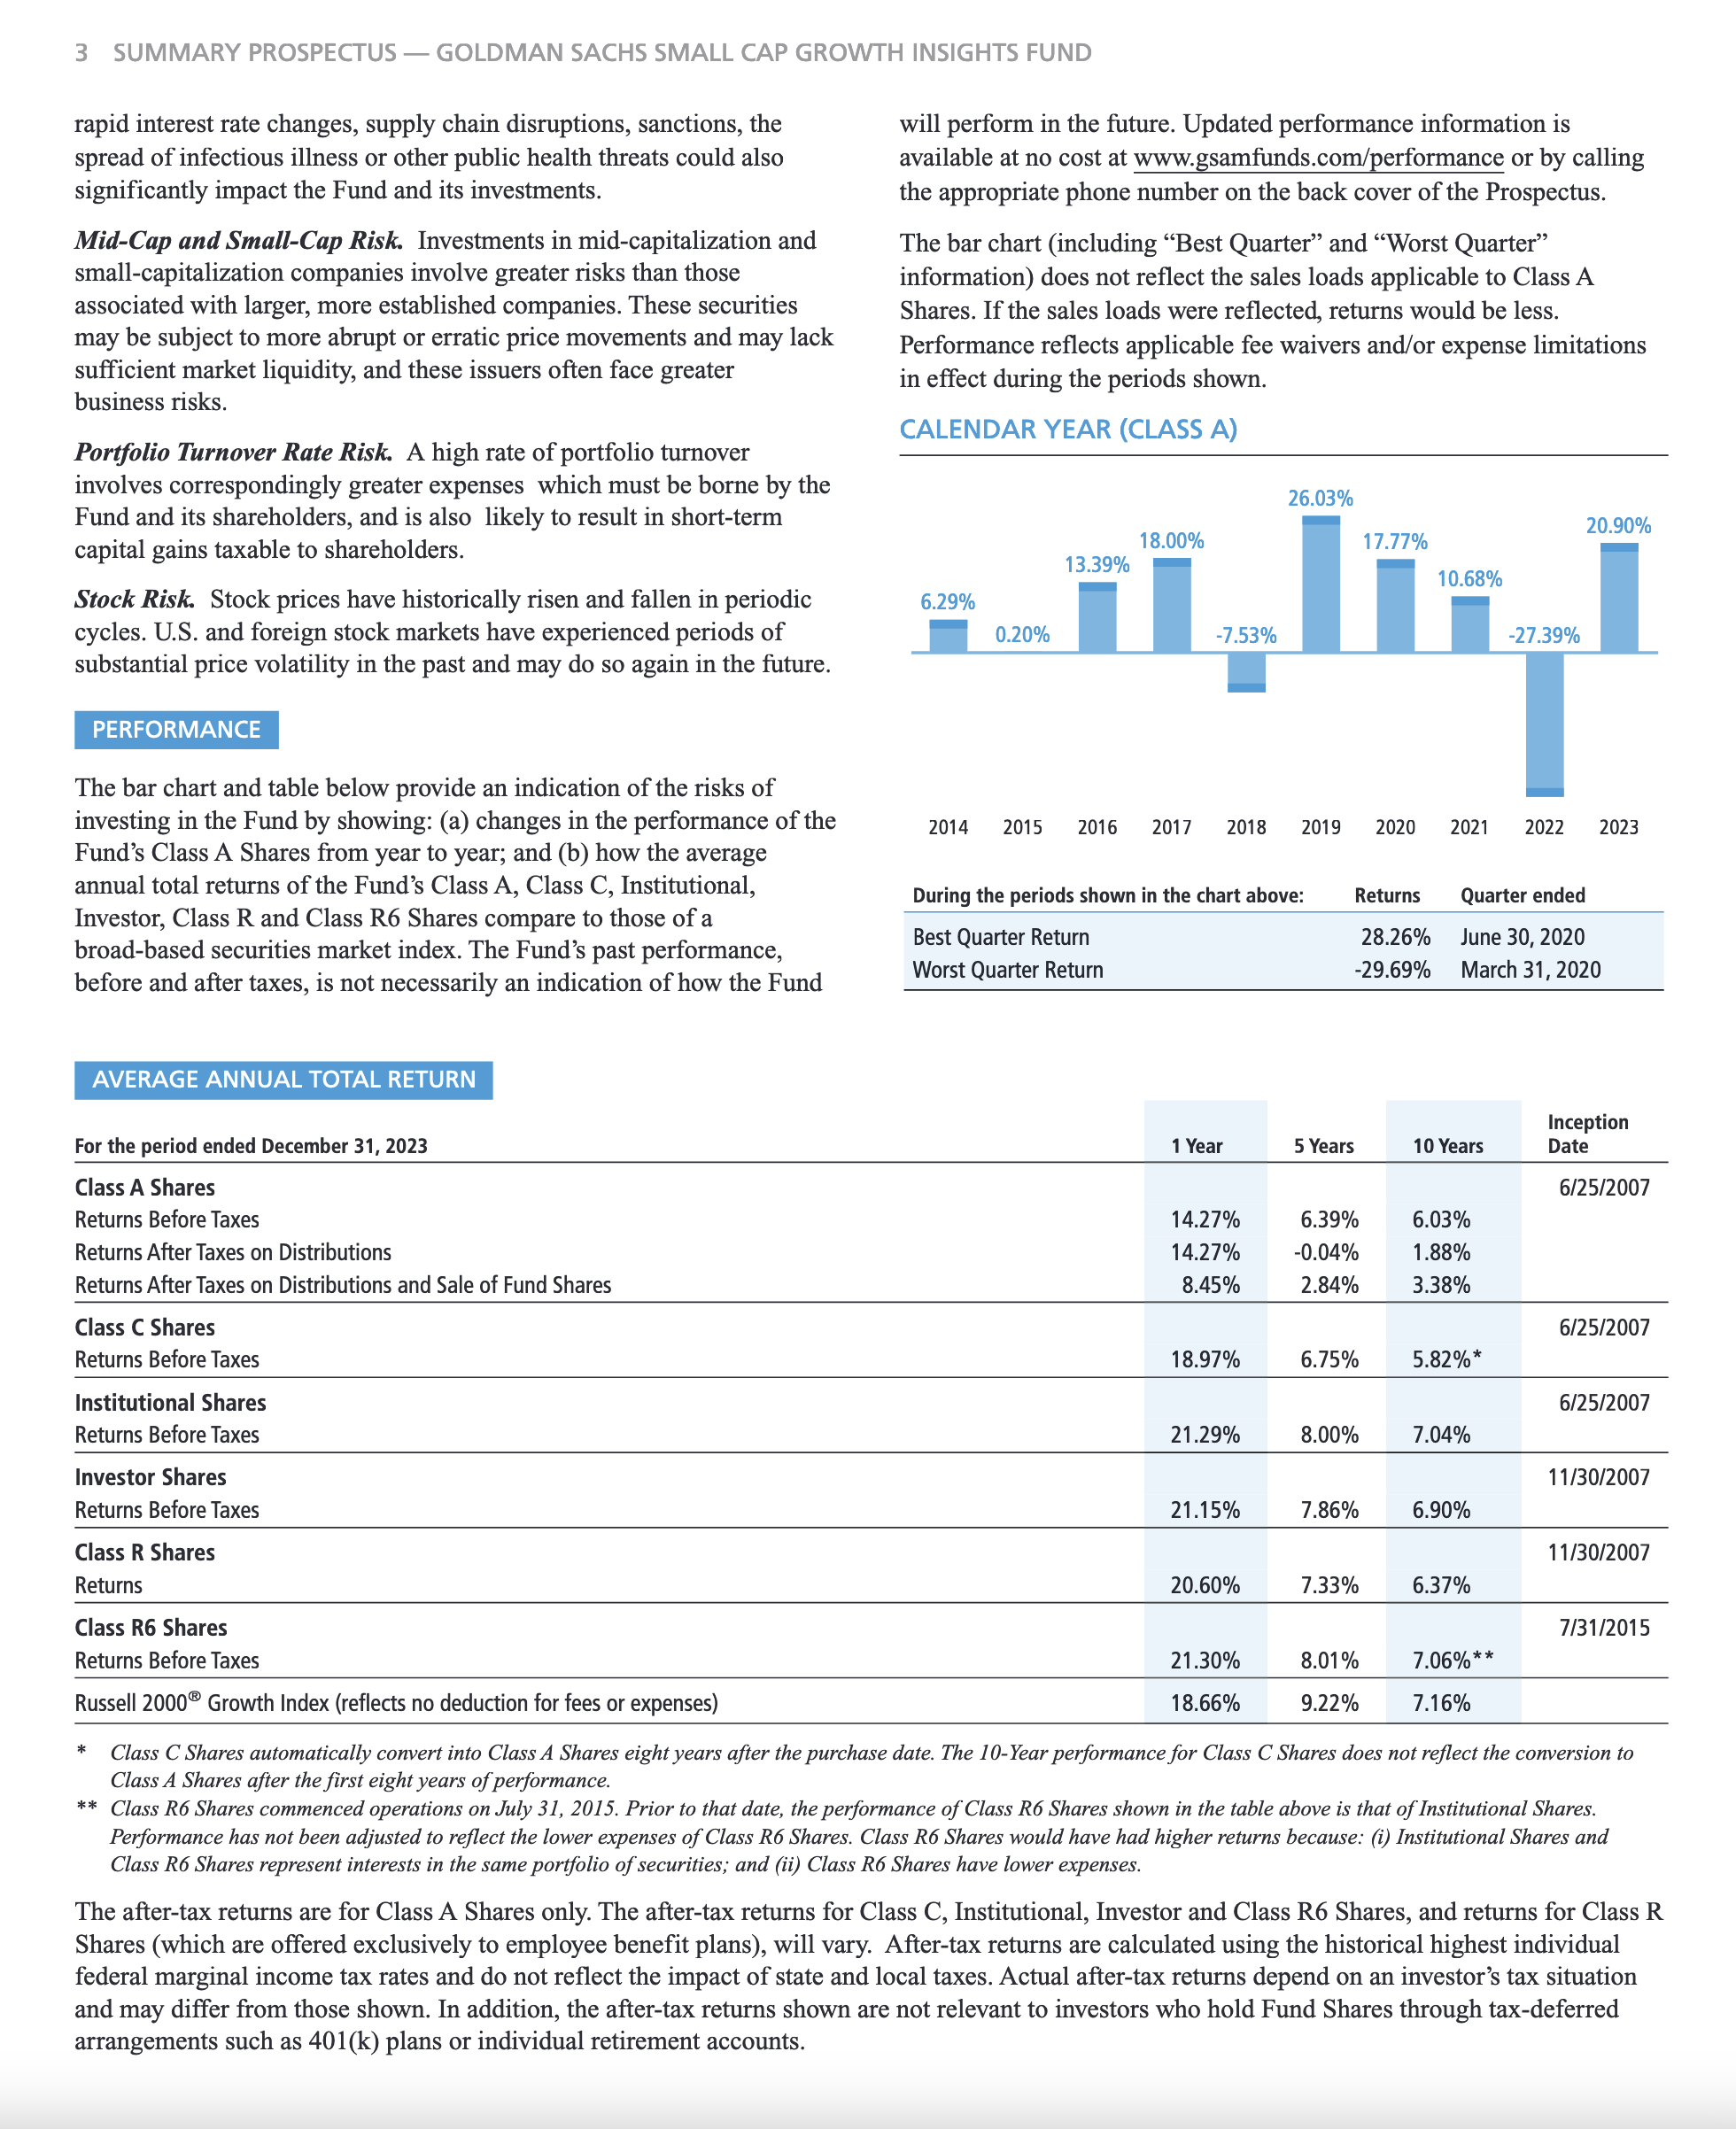 3 SUMMARY PROSPECTUS — GOLDMAN SACHS SMALL CAP GROWTH INSIGHTS FUND
rapid interest rate changes, supply chain disruptions, sanctions, the
spread of infectious illness or other public health threats could also
significantly impact the Fund and its investments.
Mid-Cap and Small-Cap Risk. Investments in mid-capitalization and
small-capitalization companies involve greater risks than those
associated with larger, more established companies. These securities
may be subject to more abrupt or erratic price movements and may lack
sufficient market liquidity, and these issuers often face greater
business risks.
Portfolio Turnover Rate Risk. A high rate of portfolio turnover
involves correspondingly greater expenses which must be borne by the
Fund and its shareholders, and is also likely to result in short-term
capital gains taxable to shareholders.
Stock Risk. Stock prices have historically risen and fallen in periodic
cycles. U.S. and foreign stock markets have experienced periods of
substantial price volatility in the past and may do so again in the future.
PERFORMANCE
The bar chart and table below provide an indication of the risks of
investing in the Fund by showing: (a) changes in the performance of the
Fund’s Class A Shares from year to year; and (b) how the average
annual total returns of the Fund’s Class A, Class C, Institutional,
Investor, Class R and Class R6 Shares compare to those of a
broad-based securities market index. The Fund’s past performance,
before and after taxes, is not necessarily an indication of how the Fund
will perform in the future. Updated performance information is
available at no cost at www.gsamfunds.com/performance or by calling
the appropriate phone number on the back cover of the Prospectus.
The bar chart (including “Best Quarter” and “Worst Quarter”
information) does not reflect the sales loads applicable to Class A
Shares. If the sales loads were reflected, returns would be less.
Performance reflects applicable fee waivers and/or expense limitations
in effect during the periods shown.
CALENDAR YEAR (CLASS A)
6.29% 0.20% 13.39% 18.00% -7.53% 26.03% 17.77% 10.68% -27.39% 20.90%
2014 2015 2016 2017 2018 2019 2020 2021 2022 2023
During the periods shown in the chart above: Returns Quarter ended
Best Quarter Return 28.26% June 30, 2020
Worst Quarter Return -29.69% March 31, 2020
AVERAGE ANNUAL TOTAL RETURN
For the period ended December 31, 2023 1 Year 5 Years 10 Years Inception Date
Class A Shares 6/25/2007
Returns Before Taxes 14.27% 6.39% 6.03%
Returns After Taxes on Distributions 14.27% -0.04% 1.88%
Returns After Taxes on Distributions and Sale of Fund Shares 8.45% 2.84% 3.38%
Class C Shares 6/25/2007
Returns Before Taxes 18.97% 6.75% 5.82%*
Institutional Shares 6/25/2007
Returns Before Taxes 21.29% 8.00% 7.04%
Investor Shares 11/30/2007
Returns Before Taxes 21.15% 7.86% 6.90%
Class R Shares 11/30/2007
Returns 20.60% 7.33% 6.37%
Class R6 Shares 7/31/2015
Returns Before Taxes 21.30% 8.01% 7.06%**
Russell 2000® Growth Index (reflects no deduction for fees or expenses) 18.66% 9.22% 7.16%
* Class C Shares automatically convert into Class A Shares eight years after the purchase date. The 10-Year performance for Class C Shares does not reflect the conversion to
Class A Shares after the first eight years of performance.
** Class R6 Shares commenced operations on July 31, 2015. Prior to that date, the performance of Class R6 Shares shown in the table above is that of Institutional Shares.
Performance has not been adjusted to reflect the lower expenses of Class R6 Shares. Class R6 Shares would have had higher returns because: (i) Institutional Shares and
Class R6 Shares represent interests in the same portfolio of securities; and (ii) Class R6 Shares have lower expenses.
The after-tax returns are for Class A Shares only. The after-tax returns for Class C, Institutional, Investor and Class R6 Shares, and returns for Class R
Shares (which are offered exclusively to employee benefit plans), will vary. After-tax returns are calculated using the historical highest individual
federal marginal income tax rates and do not reflect the impact of state and local taxes. Actual after-tax returns depend on an investor’s tax situation
and may differ from those shown. In addition, the after-tax returns shown are not relevant to investors who hold Fund Shares through tax-deferred
arrangements such as 401(k) plans or individual retirement accounts.